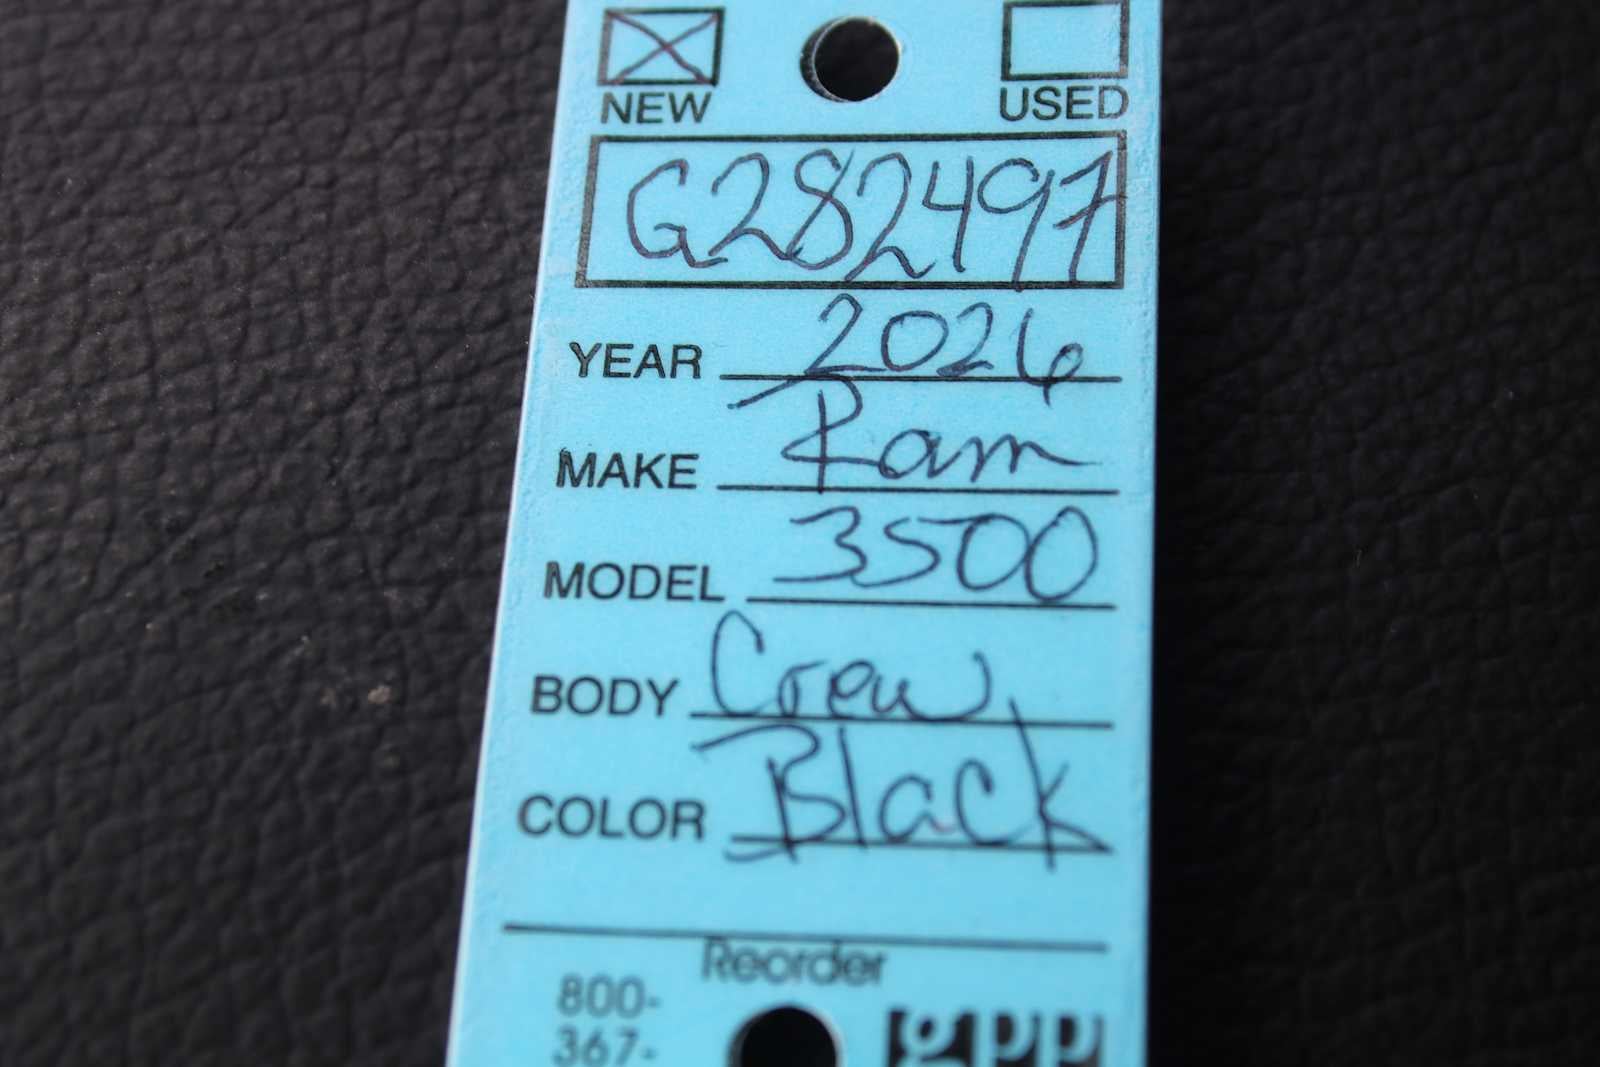 NEW USED
G282497
YEAR 2026
MAKE Ram
MODEL 3500
BODY Crew
COLOR Black
Reorder
800-
367-
gpp